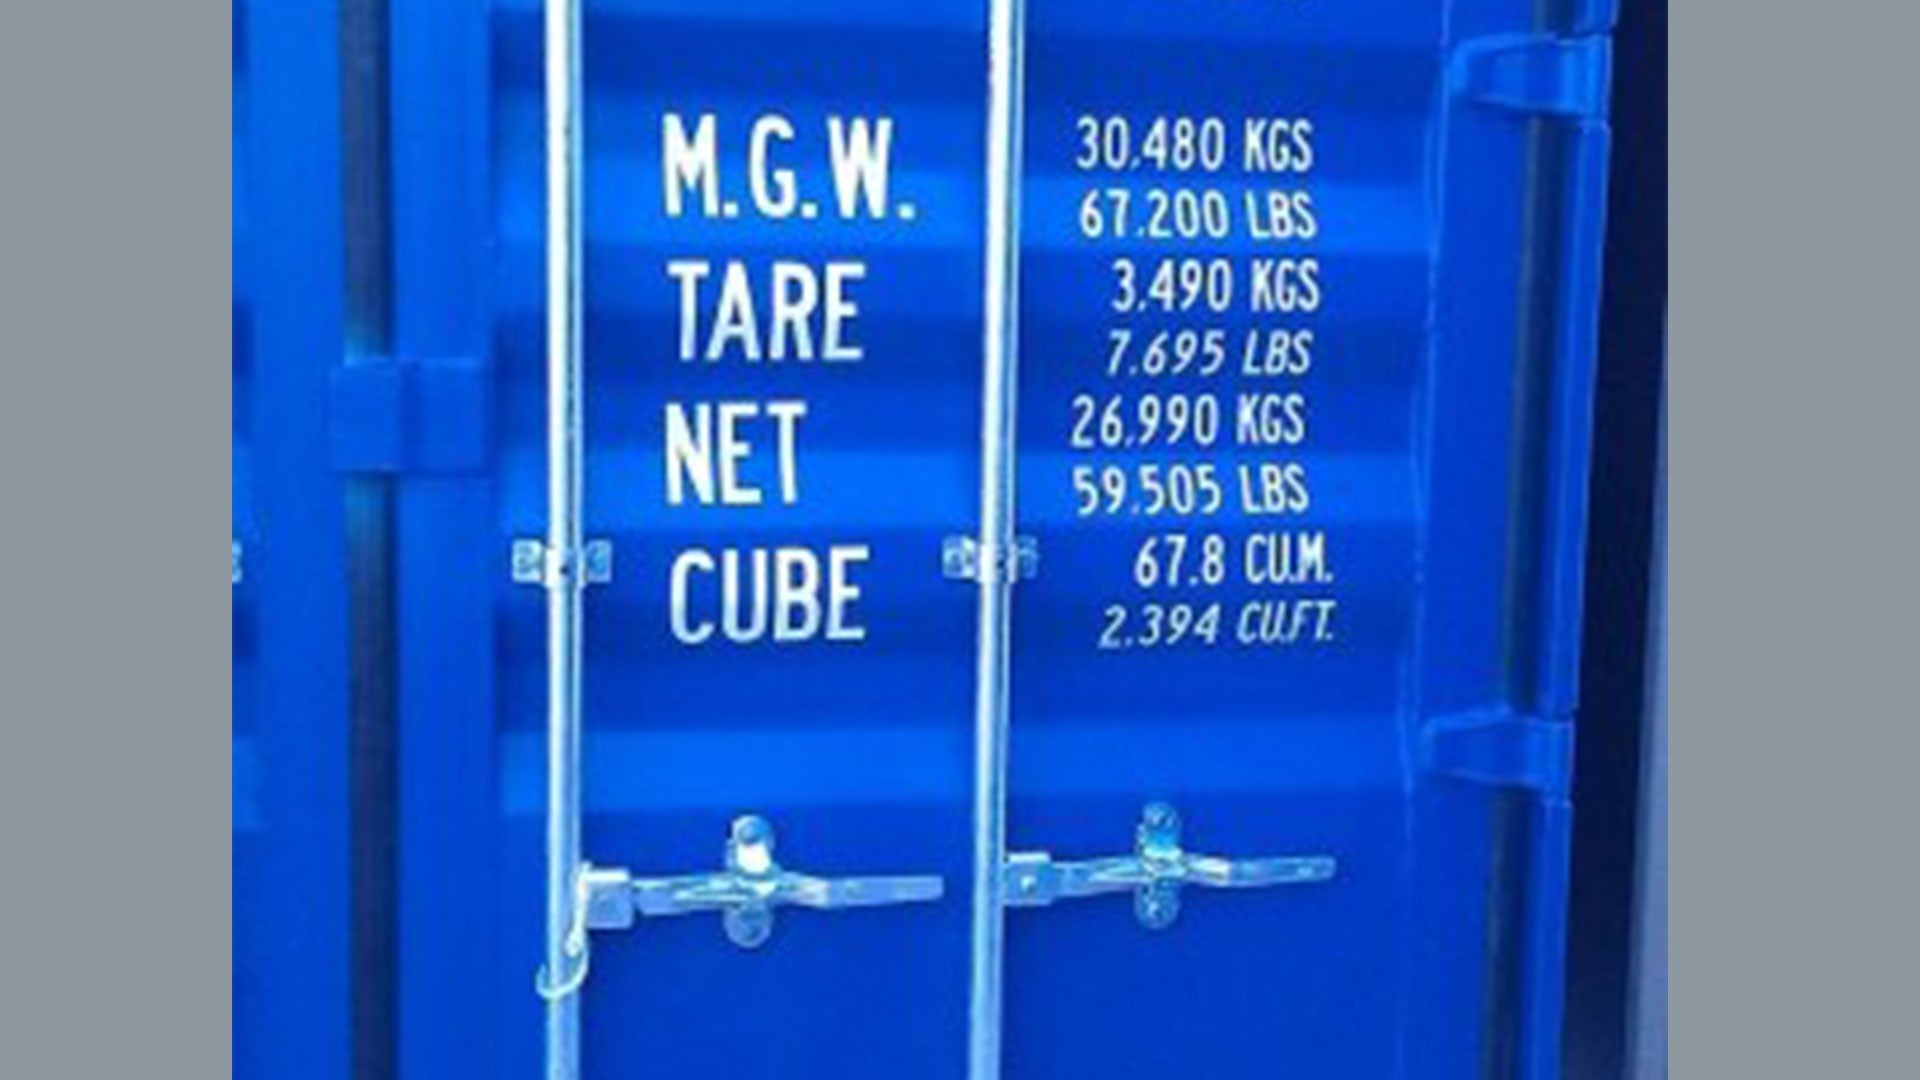 M.G.W. 30.480 KGS
67.200 LBS
TARE 3.490 KGS
7.695 LBS
NET 26.990 KGS
59.505 LBS
CUBE 67.8 CU.M.
2.394 CU.FT.